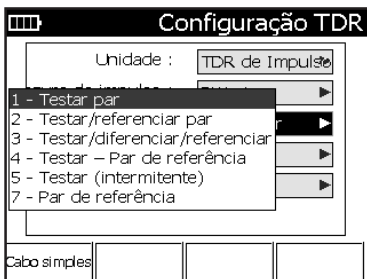 Configuração TDR
Unidade :
TDR de Impulso
1 - Testar par
2 - Testar/referenciar par
3 - Testar/diferenciar/referenciar
4 - Testar – Par de referência
5 - Testar (intermitente)
7 - Par de referência
Cabo simples